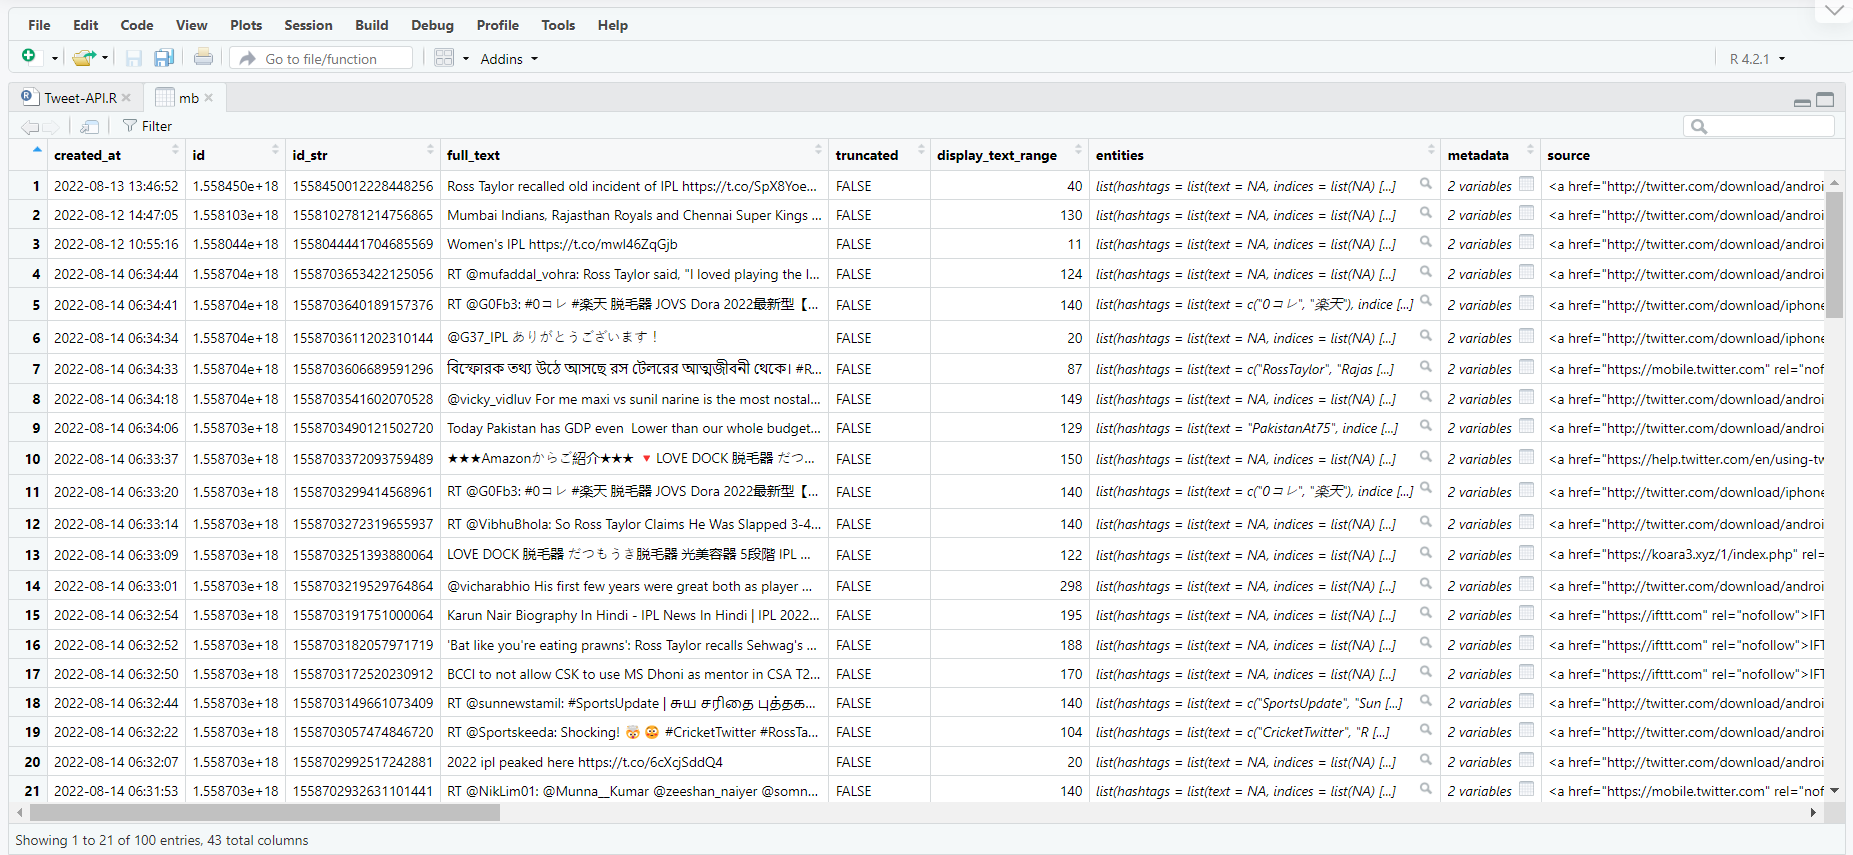 File Edit Code View Plots Session Build Debug Profile Tools Help
Go to file/function Addins R 4.2.1
Tweet-API.R mb
Filter
created_at id id_str full_text truncated display_text_range entities metadata source
1 2022-08-13 13:46:52 1.558450e+18 1558450012228448256 Ross Taylor recalled old incident of IPL https://t.co/SpX8Yoe... FALSE 40 list(hashtags = list(text = NA, indices = list(NA) [...] 2 variables <a href="http://twitter.com/download/androi
2 2022-08-12 14:47:05 1.558103e+18 1558102781214756865 Mumbai Indians, Rajasthan Royals and Chennai Super Kings ... FALSE 130 list(hashtags = list(text = NA, indices = list(NA) [...] 2 variables <a href="http://twitter.com/download/androi
3 2022-08-12 10:55:16 1.558044e+18 1558044441704685569 Women's IPL https://t.co/mwl46ZqGjb FALSE 11 list(hashtags = list(text = NA, indices = list(NA) [...] 2 variables <a href="http://twitter.com/download/androi
4 2022-08-14 06:34:44 1.558704e+18 1558703653422125056 RT @mufaddal_vohra: Ross Taylor said, "I loved playing the I... FALSE 124 list(hashtags = list(text = NA, indices = list(NA) [...] 2 variables <a href="http://twitter.com/download/androi
5 2022-08-14 06:34:41 1.558704e+18 1558703640189157376 RT @G0Fb3: #0コレ #楽天 脱毛器 JOVS Dora 2022最新型【... FALSE 140 list(hashtags = list(text = c("0コレ", "楽天"), indice [...] 2 variables <a href="http://twitter.com/download/iphone
6 2022-08-14 06:34:34 1.558704e+18 1558703611202310144 @G37_IPL ありがとうございます！ FALSE 20 list(hashtags = list(text = NA, indices = list(NA) [...] 2 variables <a href="http://twitter.com/download/iphone
7 2022-08-14 06:34:33 1.558704e+18 1558703606689591296 বিস্ফোরক তথ্য উঠে আসছে রস টেলরের আত্মজীবনী থেকে। #R... FALSE 87 list(hashtags = list(text = c("RossTaylor", "Rajas [...] 2 variables <a href="https://mobile.twitter.com" rel="nof
8 2022-08-14 06:34:18 1.558704e+18 1558703541602070528 @vicky_vidluv For me maxi vs sunil narine is the most nostal... FALSE 149 list(hashtags = list(text = NA, indices = list(NA) [...] 2 variables <a href="http://twitter.com/download/androi
9 2022-08-14 06:34:06 1.558703e+18 1558703490121502720 Today Pakistan has GDP even  Lower than our whole budget... FALSE 129 list(hashtags = list(text = "PakistanAt75", indice [...] 2 variables <a href="http://twitter.com/download/androi
10 2022-08-14 06:33:37 1.558703e+18 1558703372093759489 ★★★Amazonからご紹介★★★ 🔻LOVE DOCK 脱毛器 だつ... FALSE 150 list(hashtags = list(text = NA, indices = list(NA) [...] 2 variables <a href="https://help.twitter.com/en/using-tw
11 2022-08-14 06:33:20 1.558703e+18 1558703299414568961 RT @G0Fb3: #0コレ #楽天 脱毛器 JOVS Dora 2022最新型【... FALSE 140 list(hashtags = list(text = c("0コレ", "楽天"), indice [...] 2 variables <a href="http://twitter.com/download/iphone
12 2022-08-14 06:33:14 1.558703e+18 1558703272319655937 RT @VibhuBhola: So Ross Taylor Claims He Was Slapped 3-4... FALSE 140 list(hashtags = list(text = NA, indices = list(NA) [...] 2 variables <a href="http://twitter.com/download/androi
13 2022-08-14 06:33:09 1.558703e+18 1558703251393880064 LOVE DOCK 脱毛器 だつもうき脱毛器 光美容器 5段階 IPL ... FALSE 122 list(hashtags = list(text = NA, indices = list(NA) [...] 2 variables <a href="https://koara3.xyz/1/index.php" rel=
14 2022-08-14 06:33:01 1.558703e+18 1558703219529764864 @vicharabhio His first few years were great both as player ... FALSE 298 list(hashtags = list(text = NA, indices = list(NA) [...] 2 variables <a href="http://twitter.com/download/androi
15 2022-08-14 06:32:54 1.558703e+18 1558703191751000064 Karun Nair Biography In Hindi - IPL News In Hindi | IPL 2022... FALSE 195 list(hashtags = list(text = NA, indices = list(NA) [...] 2 variables <a href="https://ifttt.com" rel="nofollow">IFT
16 2022-08-14 06:32:52 1.558703e+18 1558703182057971719 'Bat like you're eating prawns': Ross Taylor recalls Sehwag's ... FALSE 188 list(hashtags = list(text = NA, indices = list(NA) [...] 2 variables <a href="https://ifttt.com" rel="nofollow">IFT
17 2022-08-14 06:32:50 1.558703e+18 1558703172520230912 BCCI to not allow CSK to use MS Dhoni as mentor in CSA T2... FALSE 170 list(hashtags = list(text = NA, indices = list(NA) [...] 2 variables <a href="https://ifttt.com" rel="nofollow">IFT
18 2022-08-14 06:32:44 1.558703e+18 1558703149661073409 RT @sunnewstamil: #SportsUpdate | சுய சரிதை புத்தக... FALSE 140 list(hashtags = list(text = c("SportsUpdate", "Sun [...] 2 variables <a href="http://twitter.com/download/androi
19 2022-08-14 06:32:22 1.558703e+18 1558703057474846720 RT @Sportskeeda: Shocking! 🤯 😳 #CricketTwitter #RossTa... FALSE 104 list(hashtags = list(text = c("CricketTwitter", "R [...] 2 variables <a href="http://twitter.com/download/androi
20 2022-08-14 06:32:07 1.558703e+18 1558702992517242881 2022 ipl peaked here https://t.co/6cXcjSddQ4 FALSE 20 list(hashtags = list(text = NA, indices = list(NA) [...] 2 variables <a href="http://twitter.com/download/androi
21 2022-08-14 06:31:53 1.558703e+18 1558702932631101441 RT @NikLim01: @Munna__Kumar @zeeshan_naiyer @somn... FALSE 140 list(hashtags = list(text = NA, indices = list(NA) [...] 2 variables <a href="https://mobile.twitter.com" rel="nof
Showing 1 to 21 of 100 entries, 43 total columns